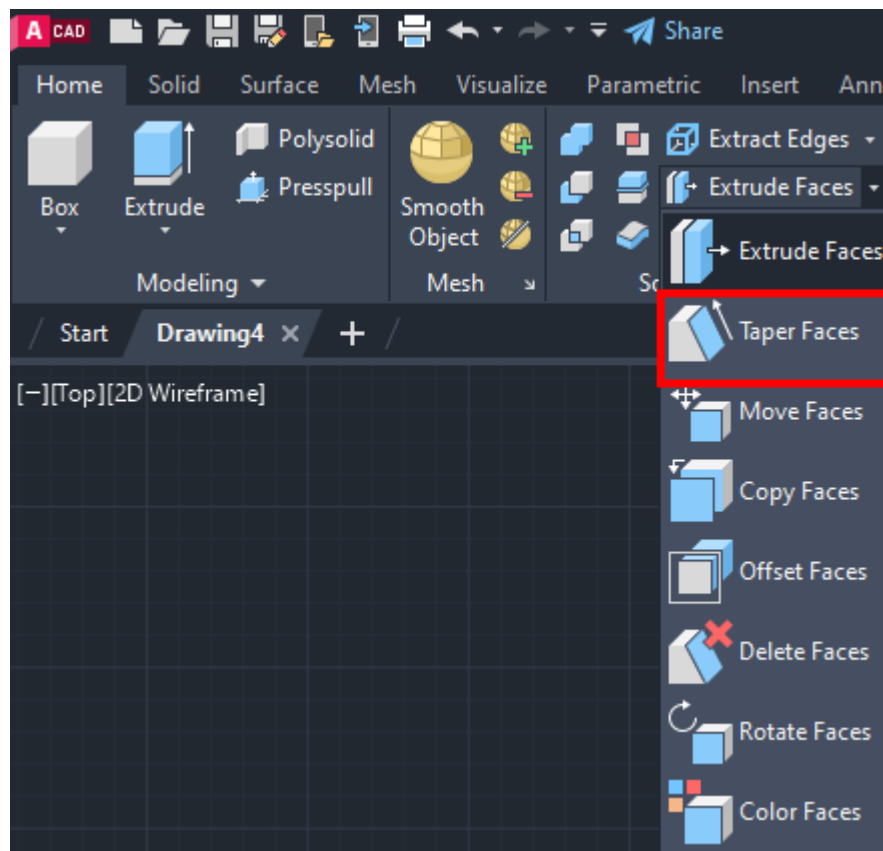 A CAD Share
Home Solid Surface Mesh Visualize Parametric Insert Ann
Polysolid Extract Edges
Presspull Extrude Faces
Box Extrude Smooth
Object
Extrude Faces
Modeling Mesh So
Start Drawing4 Taper Faces
[−][Top][2D Wireframe]
Move Faces
Copy Faces
Offset Faces
Delete Faces
Rotate Faces
Color Faces